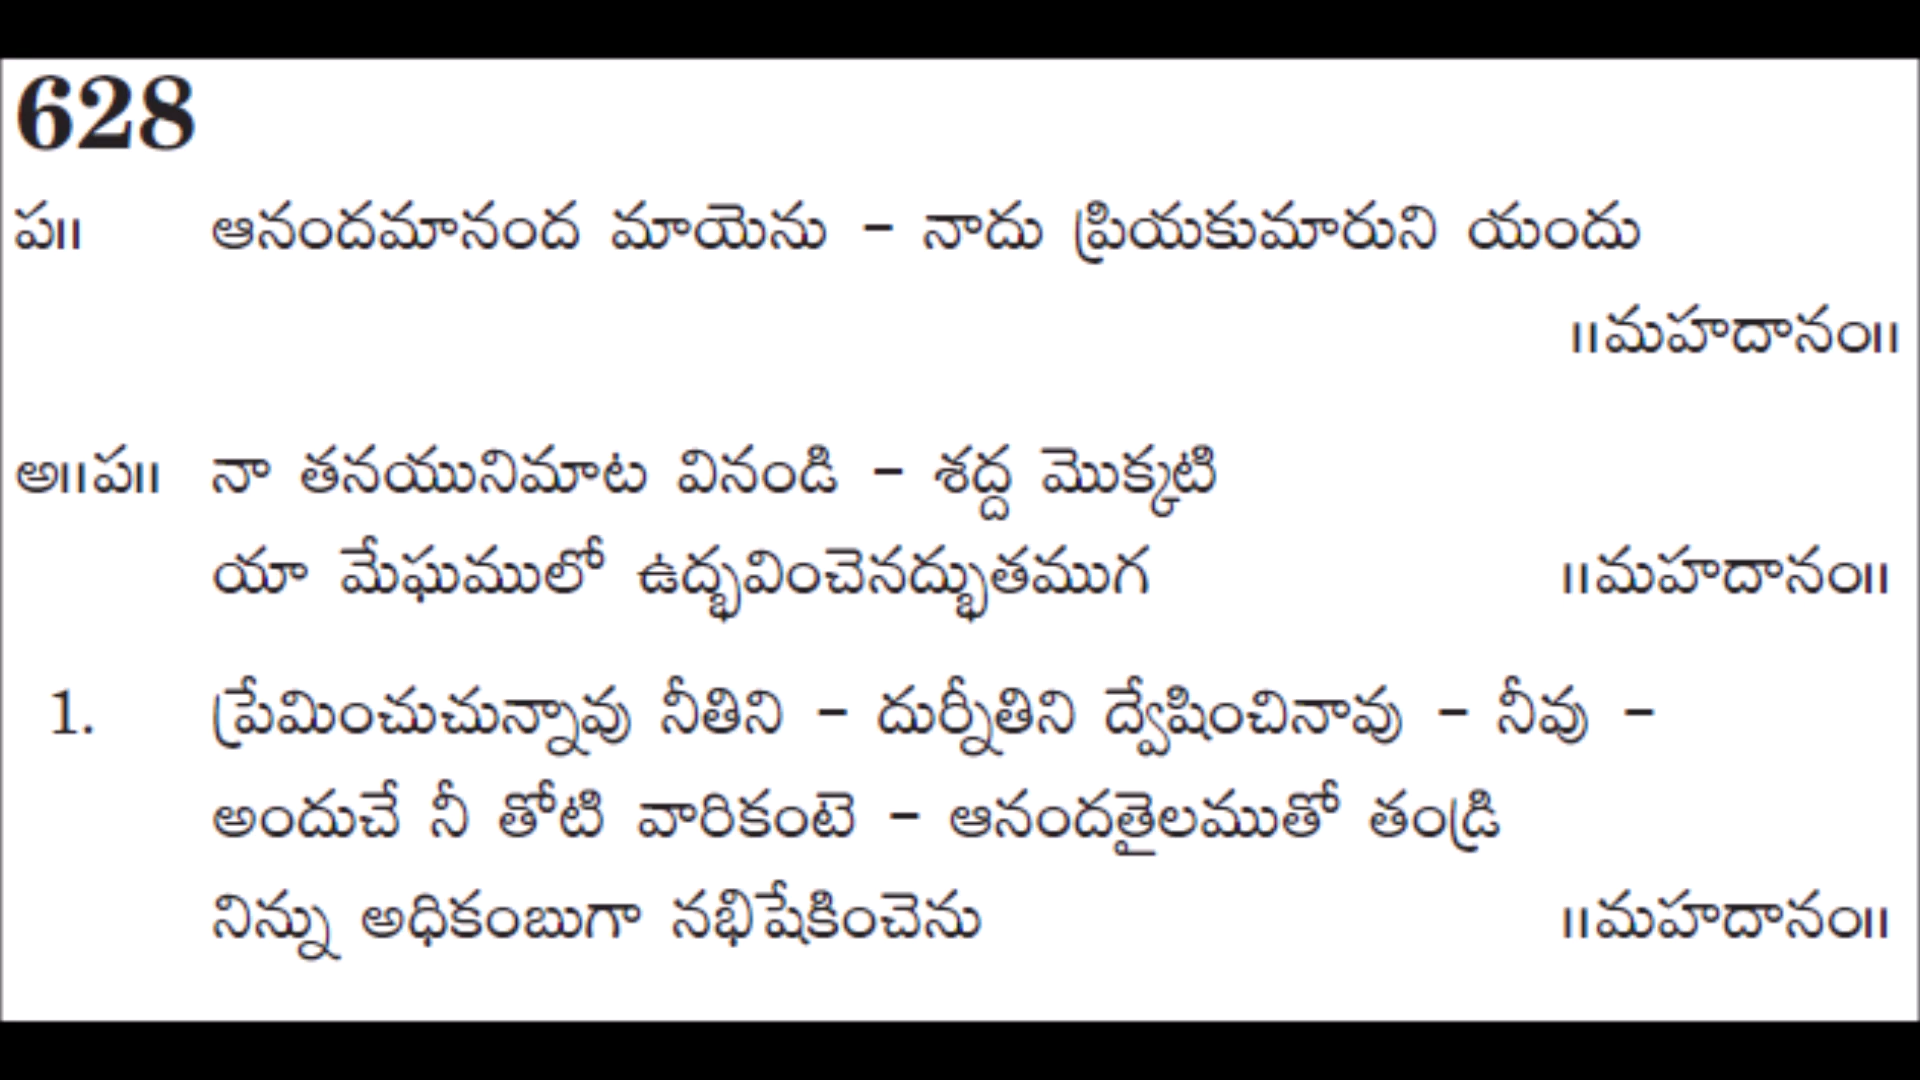 628
ప॥ ఆనందమానంద మాయెను - నాదు ప్రియకుమారుని యందు
॥మహదానం॥
అ॥ప॥ నా తనయునిమాట వినండి - శద్ద మొక్కటి
యా మేఘములో ఉద్భవించెనద్భుతముగ ॥మహదానం॥
1. ప్రేమించుచున్నావు నీతిని - దుర్నీతిని ద్వేషించినావు - నీవు -
అందుచే నీ తోటి వారికంటె - ఆనందతైలముతో తండ్రి
నిన్ను అధికంబుగా నభిషేకించెను ॥మహదానం॥